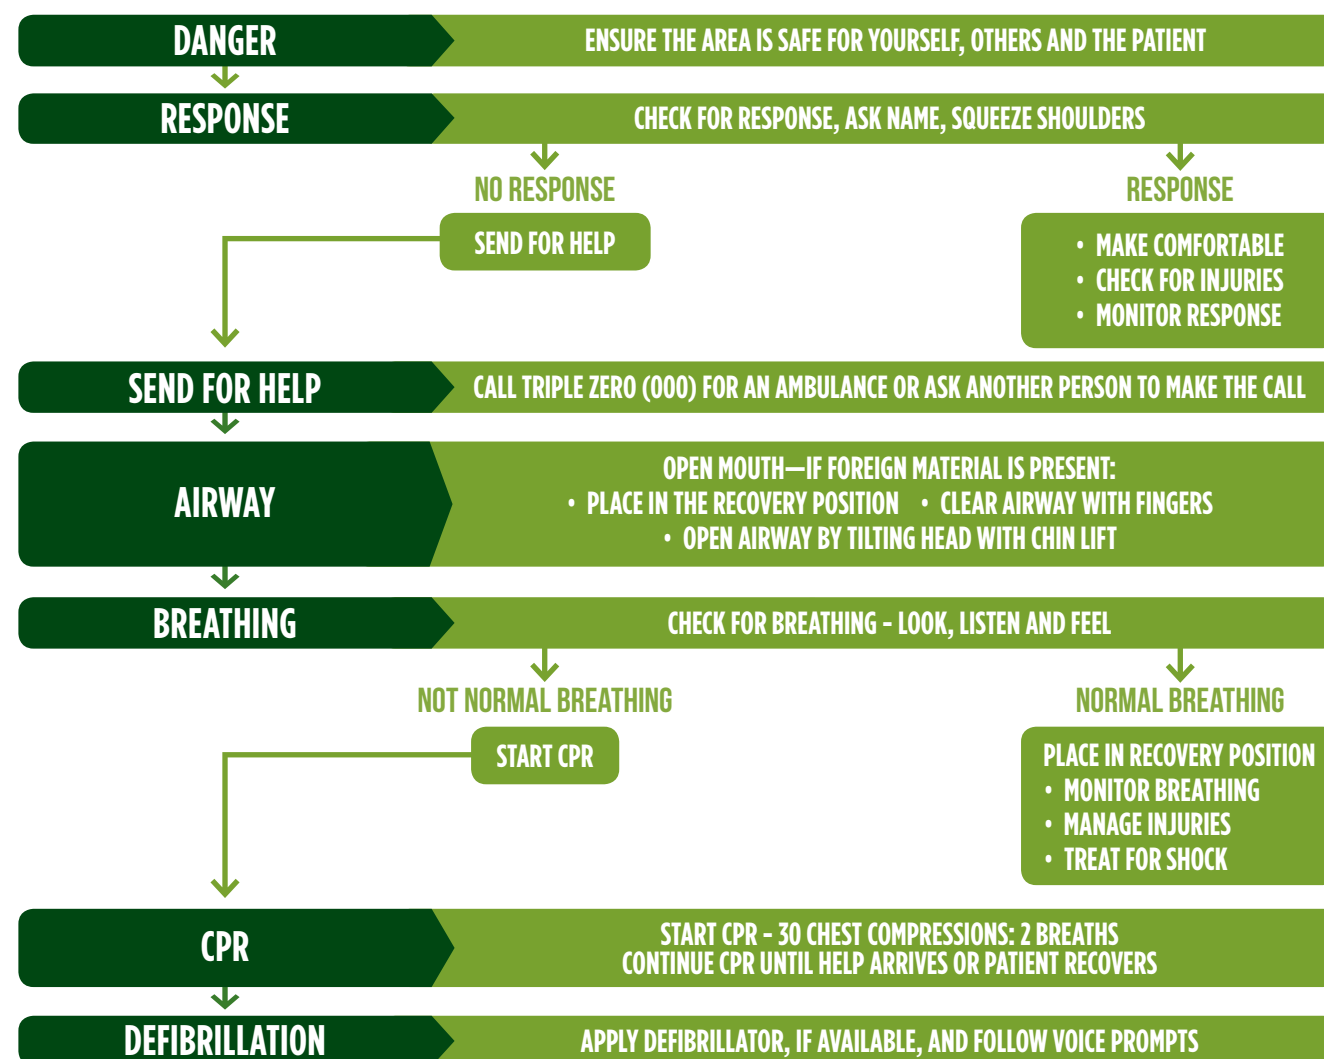 DANGER
ENSURE THE AREA IS SAFE FOR YOURSELF, OTHERS AND THE PATIENT
RESPONSE
CHECK FOR RESPONSE, ASK NAME, SQUEEZE SHOULDERS
NO RESPONSE
SEND FOR HELP
RESPONSE
• MAKE COMFORTABLE
• CHECK FOR INJURIES
• MONITOR RESPONSE
SEND FOR HELP
CALL TRIPLE ZERO (000) FOR AN AMBULANCE OR ASK ANOTHER PERSON TO MAKE THE CALL
AIRWAY
OPEN MOUTH—IF FOREIGN MATERIAL IS PRESENT:
• PLACE IN THE RECOVERY POSITION • CLEAR AIRWAY WITH FINGERS
• OPEN AIRWAY BY TILTING HEAD WITH CHIN LIFT
BREATHING
CHECK FOR BREATHING - LOOK, LISTEN AND FEEL
NOT NORMAL BREATHING
START CPR
NORMAL BREATHING
PLACE IN RECOVERY POSITION
• MONITOR BREATHING
• MANAGE INJURIES
• TREAT FOR SHOCK
CPR
START CPR - 30 CHEST COMPRESSIONS: 2 BREATHS
CONTINUE CPR UNTIL HELP ARRIVES OR PATIENT RECOVERS
DEFIBRILLATION
APPLY DEFIBRILLATOR, IF AVAILABLE, AND FOLLOW VOICE PROMPTS